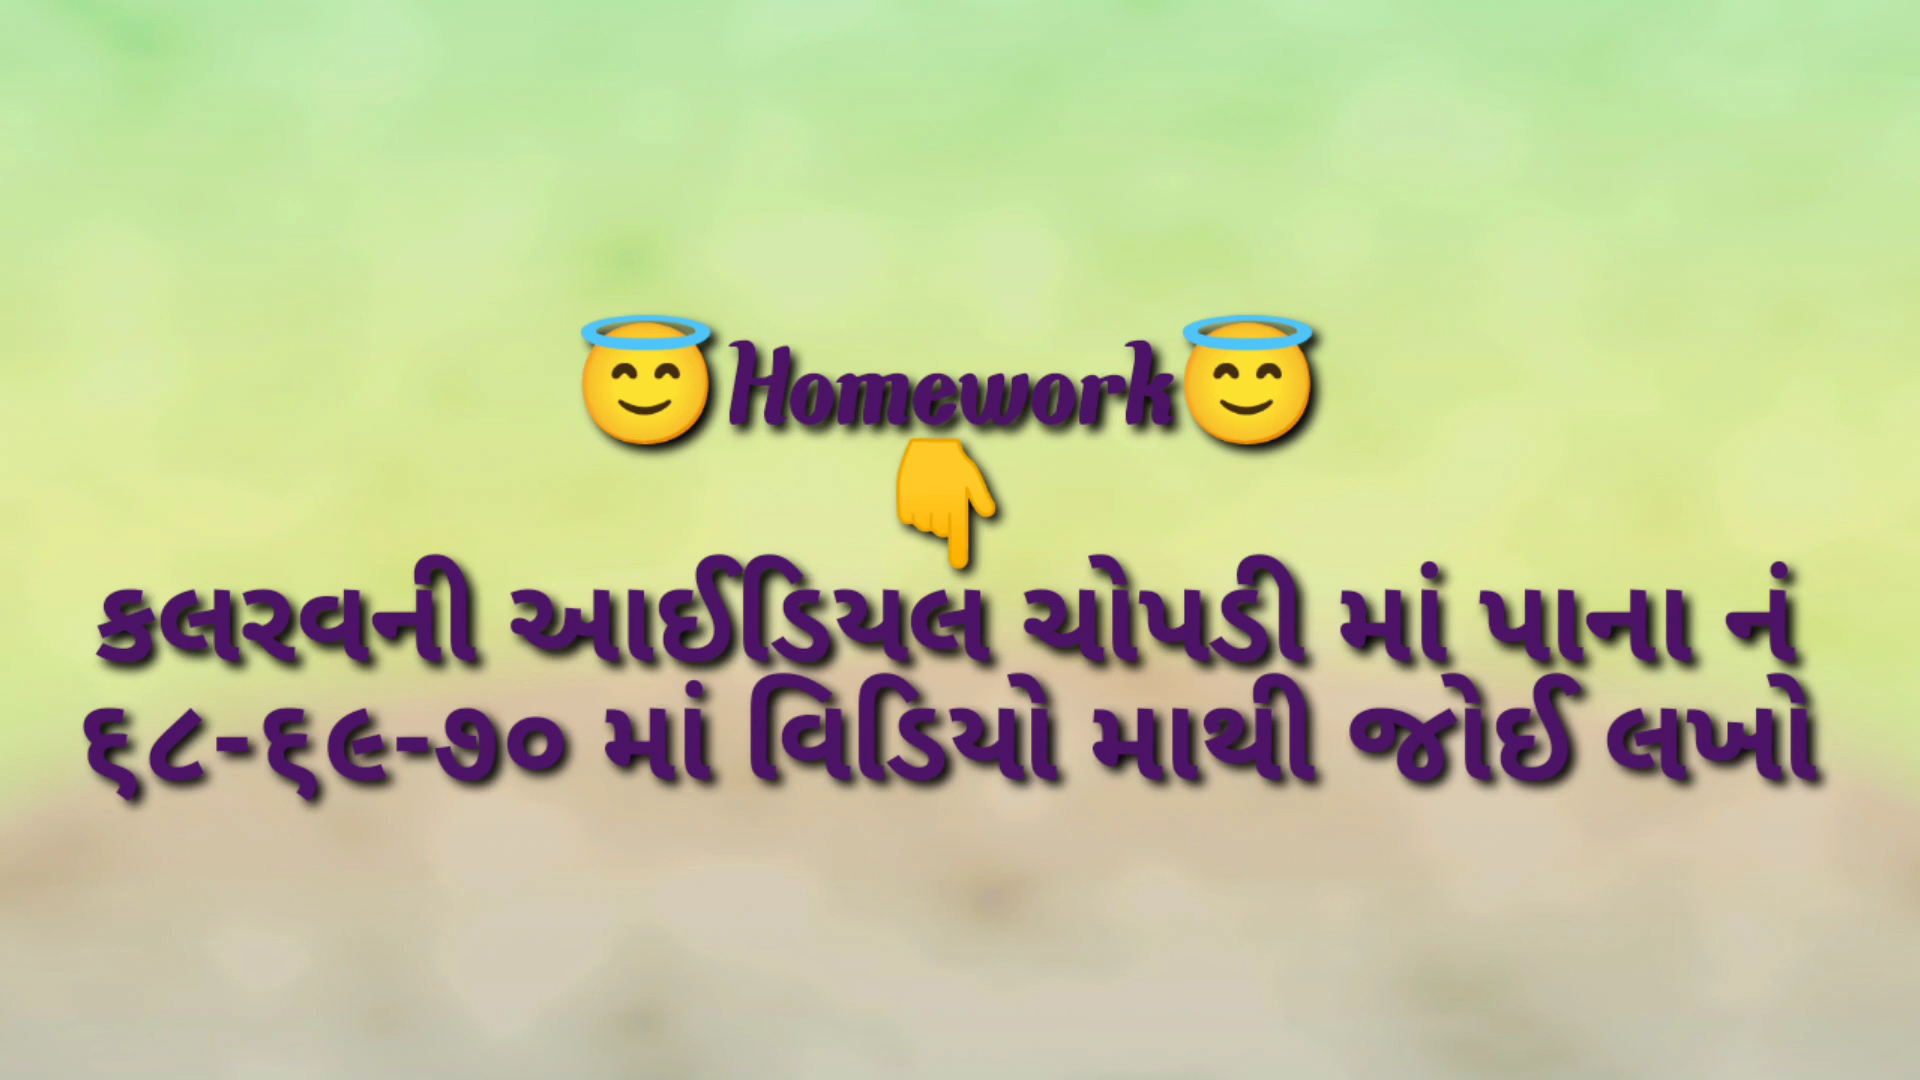 😇Homework😇
👇
કલરવની આઈડિયલ ચોપડી માં પાના નં
૬૮-૬૯-૭૦ માં વિડિયો માથી જોઈ લખો